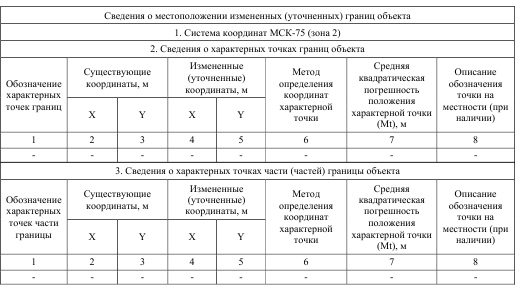 Сведения о местоположении измененных (уточненных) границ объекта
1. Система координат МСК-75 (зона 2)
2. Сведения о характерных точках границ объекта
Обозначение
характерных
точек границ
Существующие
координаты, м
Измененные
(уточненные)
координаты, м
Метод
определения
координат
характерной
точки
Средняя
квадратическая
погрешность
положения
характерной точки
(Mt), м
Описание
обозначения
точки на
местности (при
наличии)
X Y X Y
1 2 3 4 5 6 7 8
- - - - - - - -
3. Сведения о характерных точках части (частей) границы объекта
Обозначение
характерных
точек части
границы
Существующие
координаты, м
Измененные
(уточненные)
координаты, м
Метод
определения
координат
характерной
точки
Средняя
квадратическая
погрешность
положения
характерной точки
(Mt), м
Описание
обозначения
точки на
местности (при
наличии)
X Y X Y
1 2 3 4 5 6 7 8
- - - - - - - -